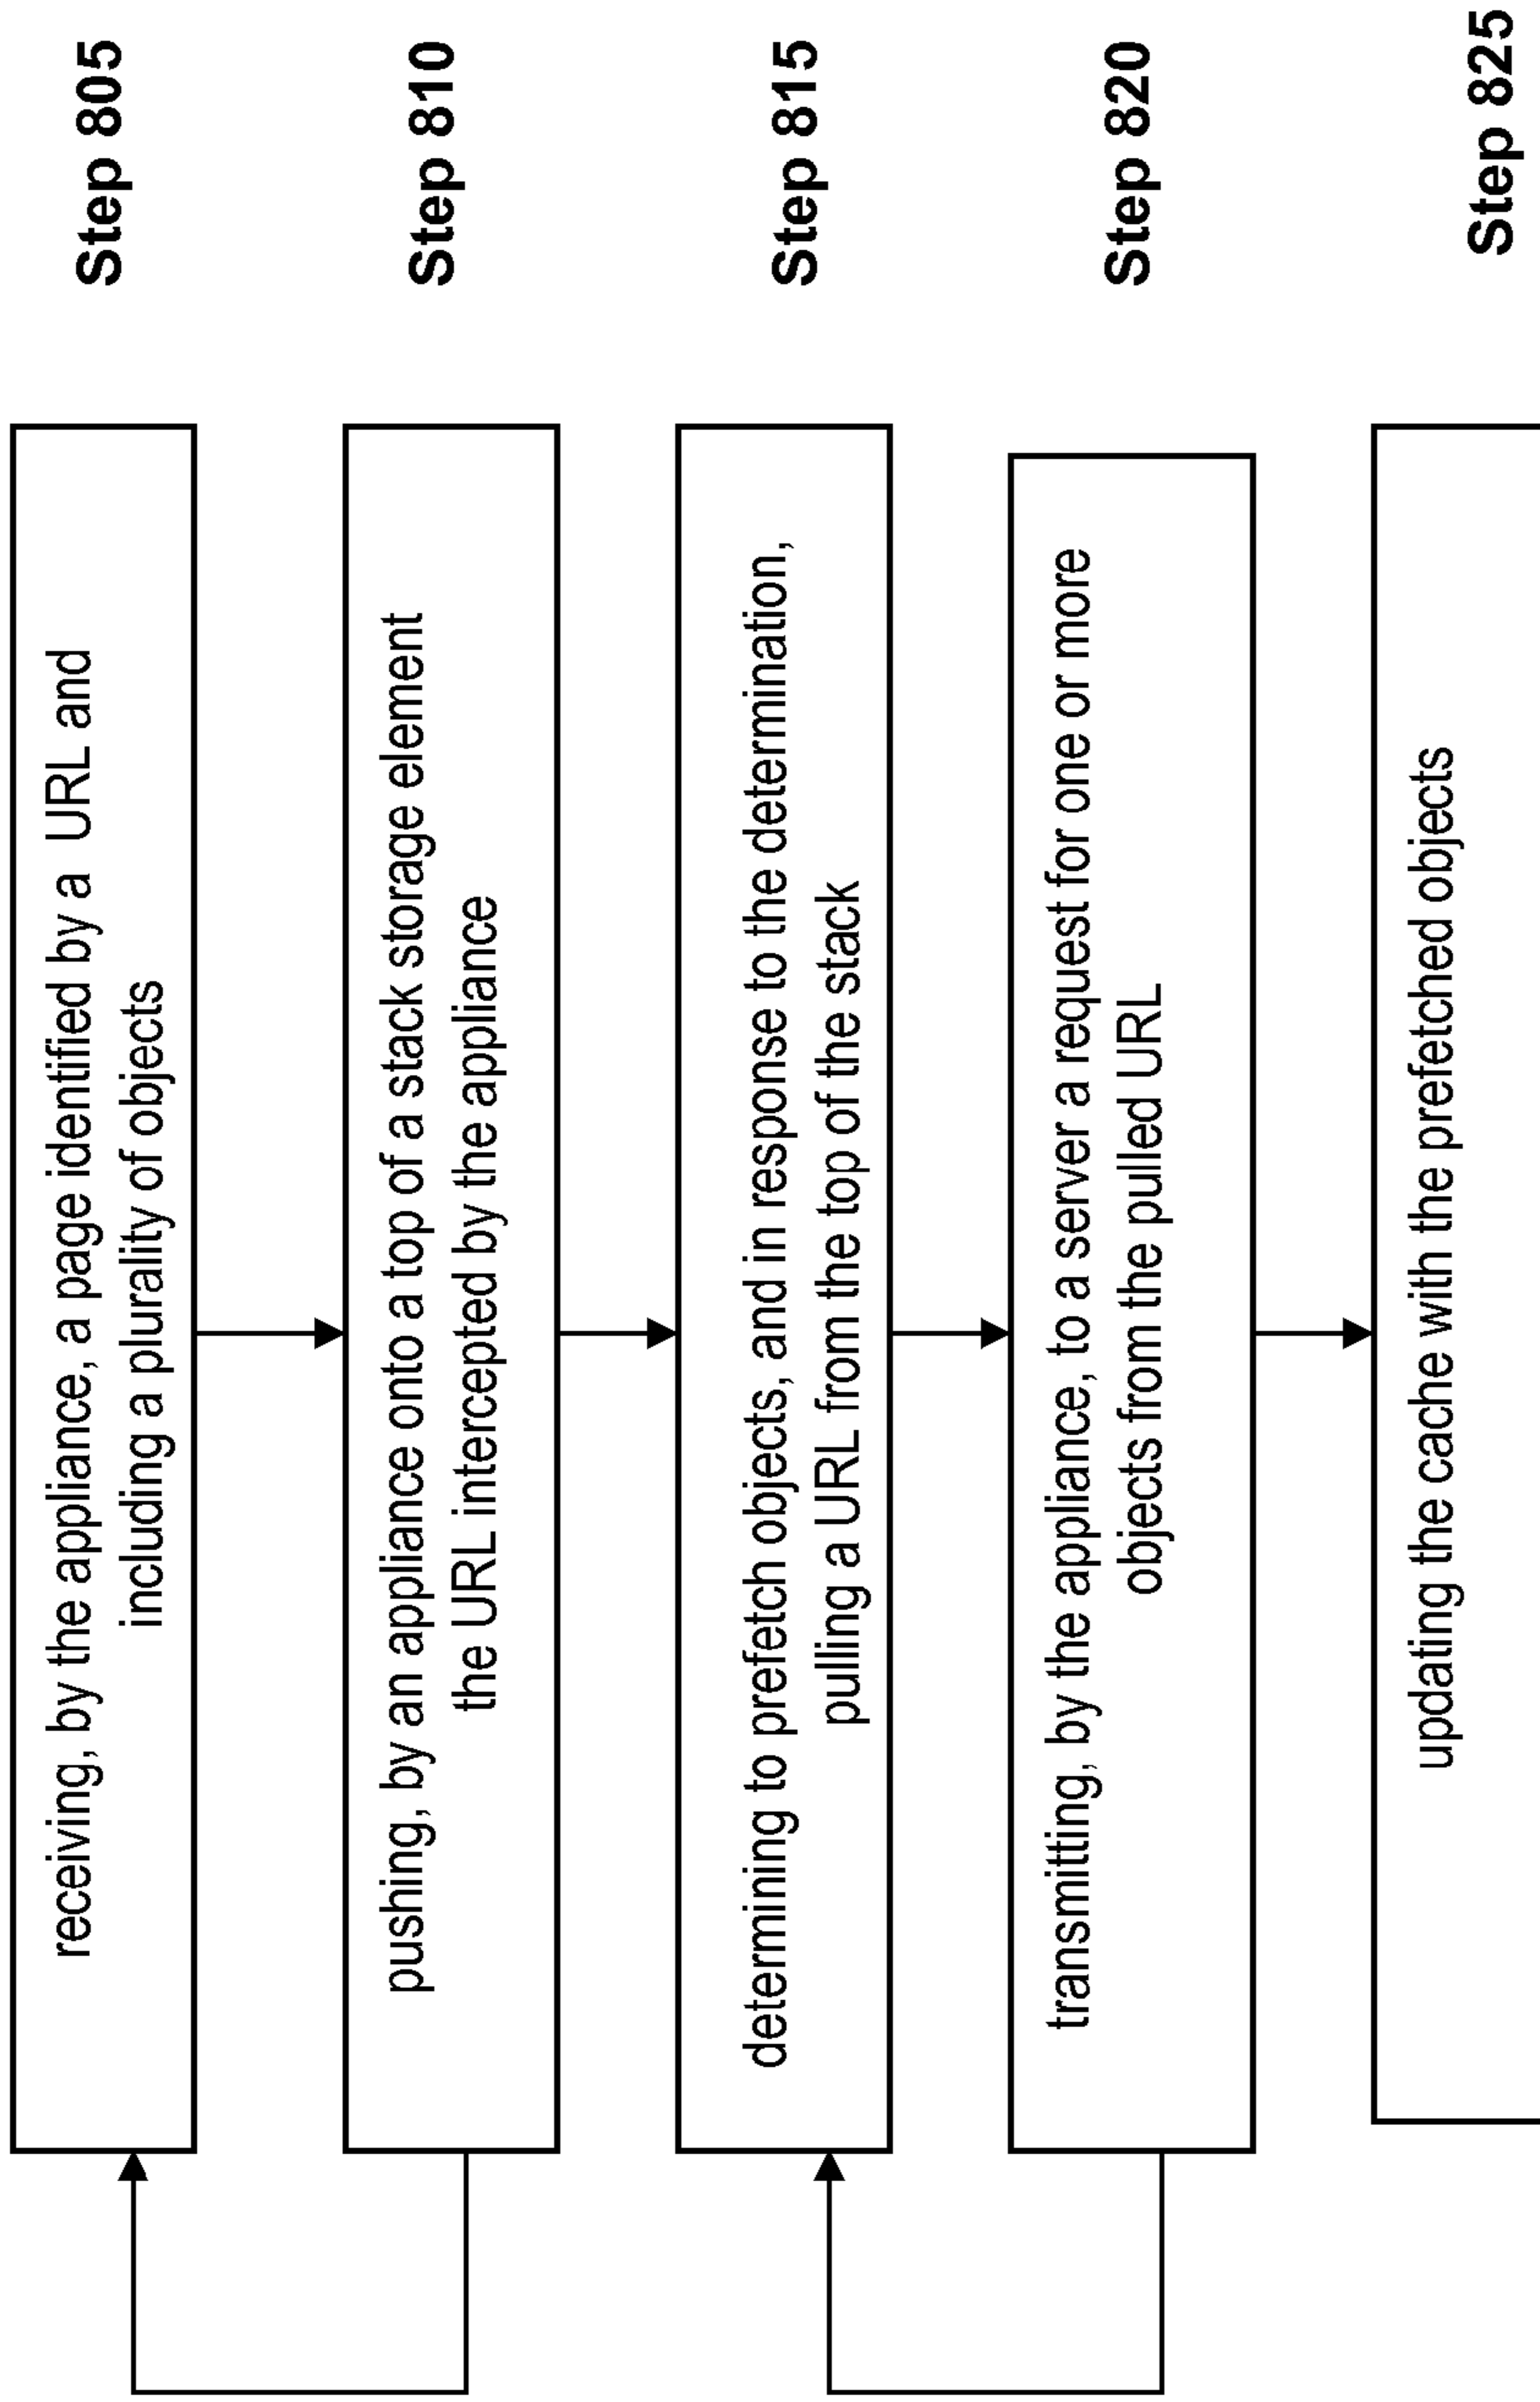 Step 805
receiving, by the appliance, a page identified by a URL and
including a plurality of objects
Step 810
pushing, by an appliance onto a top of a stack storage element
the URL intercepted by the appliance
Step 815
determining to prefetch objects, and in response to the determination,
pulling a URL from the top of the stack
Step 820
transmitting, by the appliance, to a server a request for one or more
objects from the pulled URL
Step 825
updating the cache with the prefetched objects